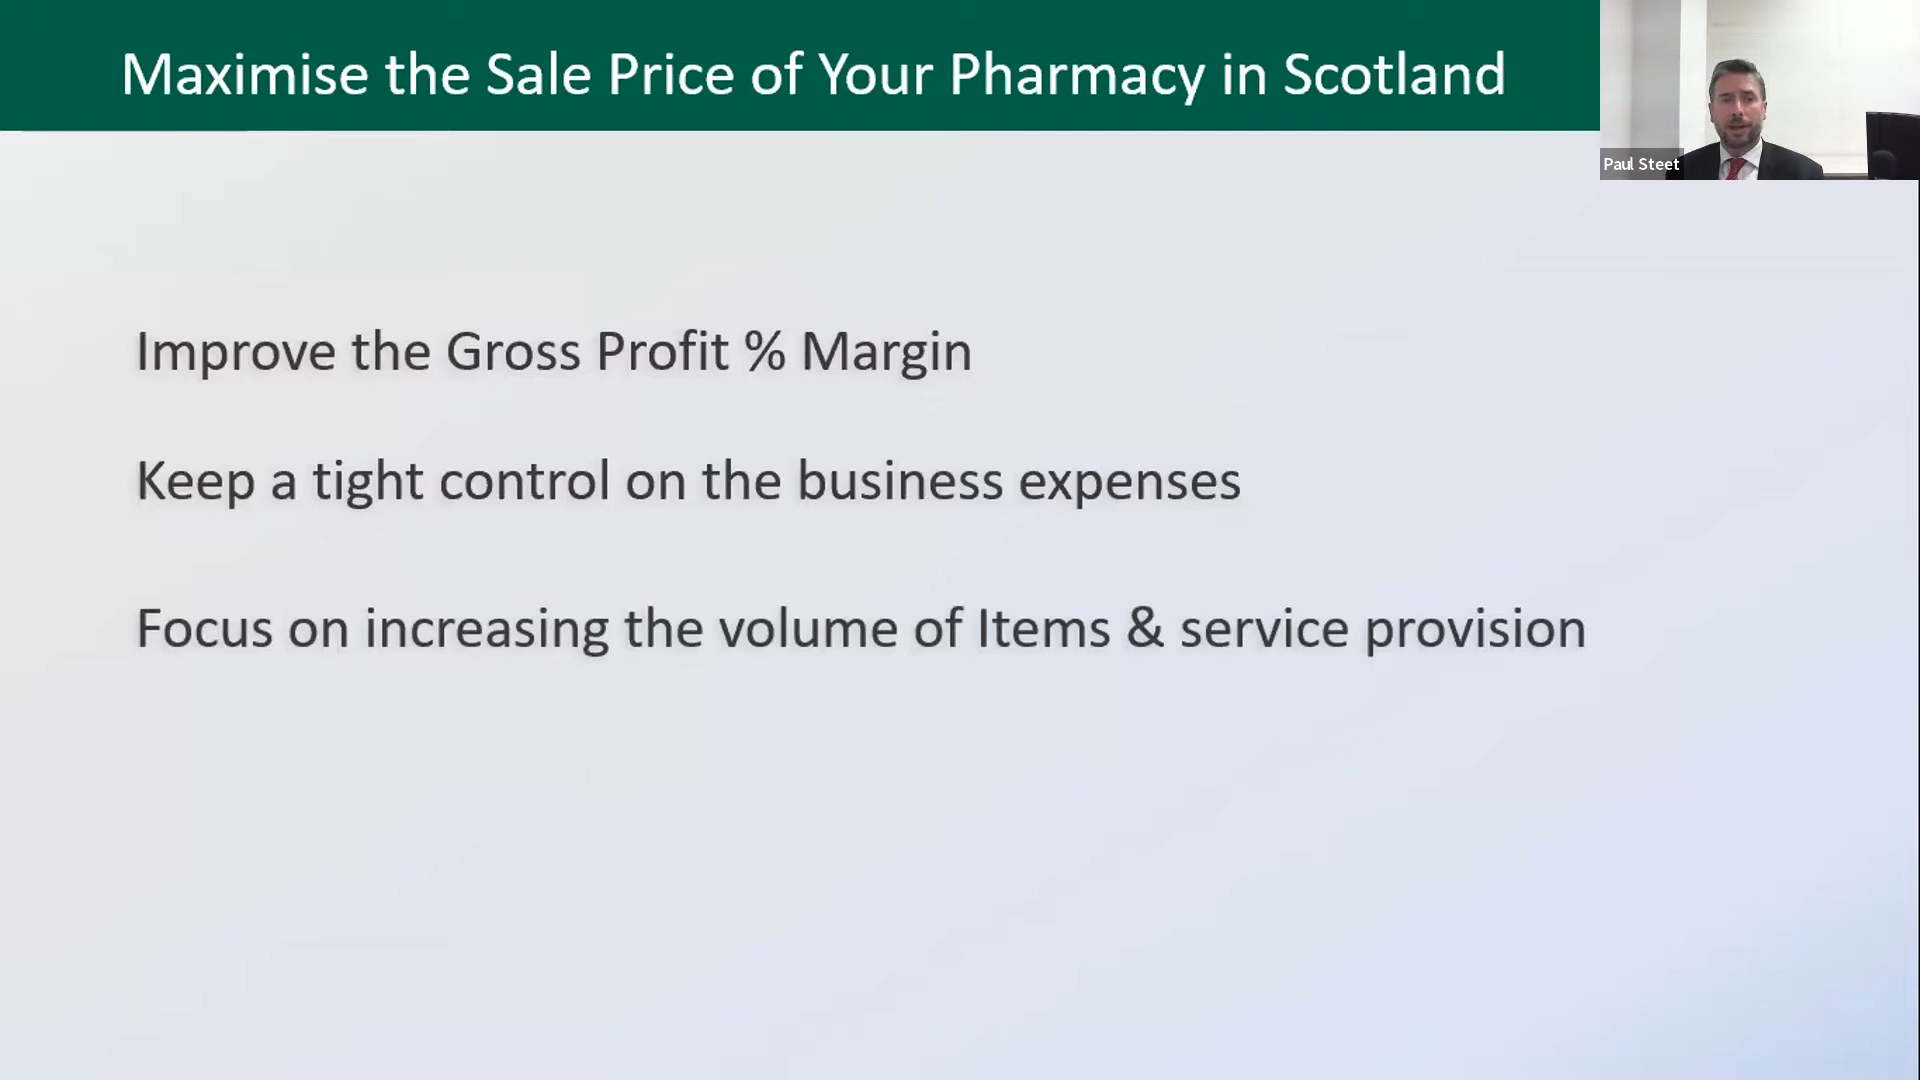 Maximise the Sale Price of Your Pharmacy in Scotland
Paul Steet
Improve the Gross Profit % Margin
Keep a tight control on the business expenses
Focus on increasing the volume of Items & service provision